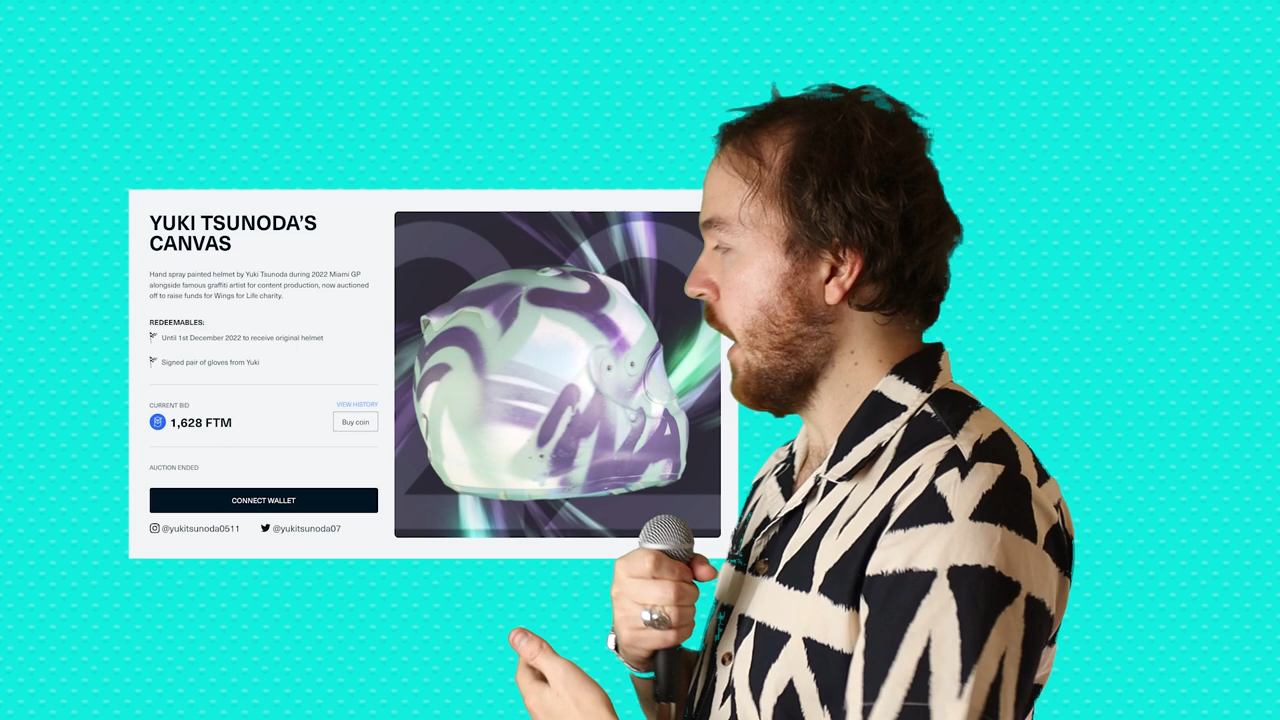 YUKI TSUNODA'S
CANVAS
Hand spray painted helmet by Yuki Tsunoda during 2022 Miami GP
alongside famous graffiti artist for content production, now auctioned
off to raise funds for Wings for Life charity.
REDEEMABLES:
Until 1st December 2022 to receive original helmet
Signed pair of gloves from Yuki
CURRENT BID
VIEW HISTORY
1,628 FTM
Buy coin
AUCTION ENDED
CONNECT WALLET
@yukitsunoda0511
@yukitsunoda07